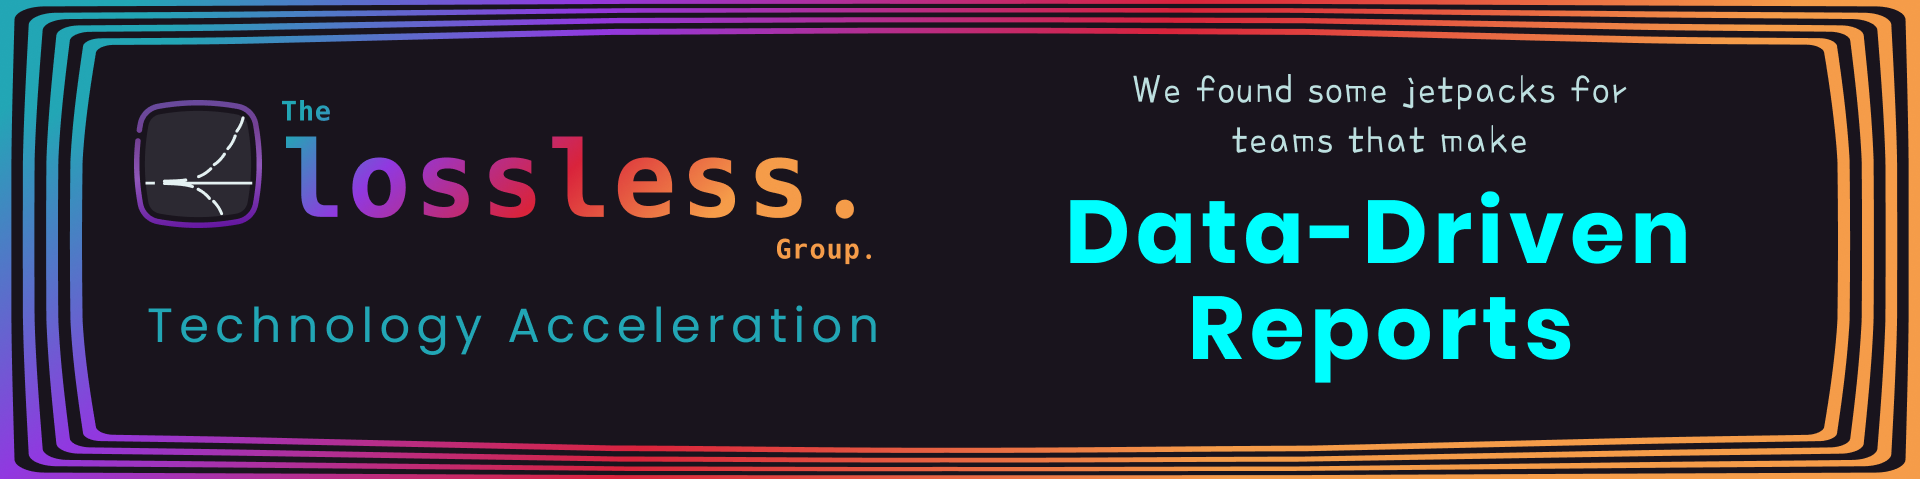 The
lossless.
Group.
Technology Acceleration
We found some jetpacks for
teams that make
Data-Driven
Reports